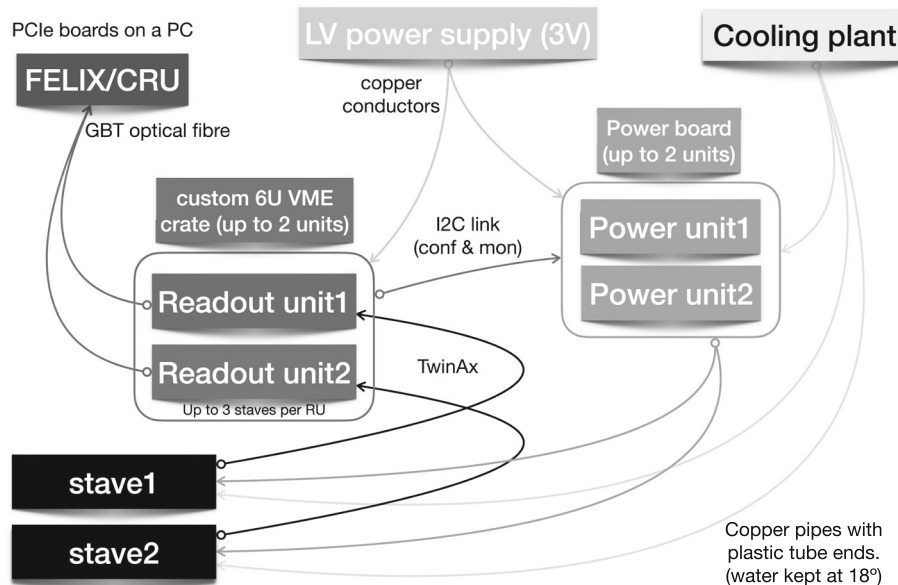 PCIe boards on a PC
FELIX/CRU
GBT optical fibre
LV power supply (3V)
copper
conductors
Cooling plant
Power board
(up to 2 units)
custom 6U VME
crate (up to 2 units)
I2C link
(conf & mon)
Power unit1
Power unit2
Readout unit1
Readout unit2
Up to 3 staves per RU
TwinAx
stave1
stave2
Copper pipes with
plastic tube ends.
(water kept at 18º)